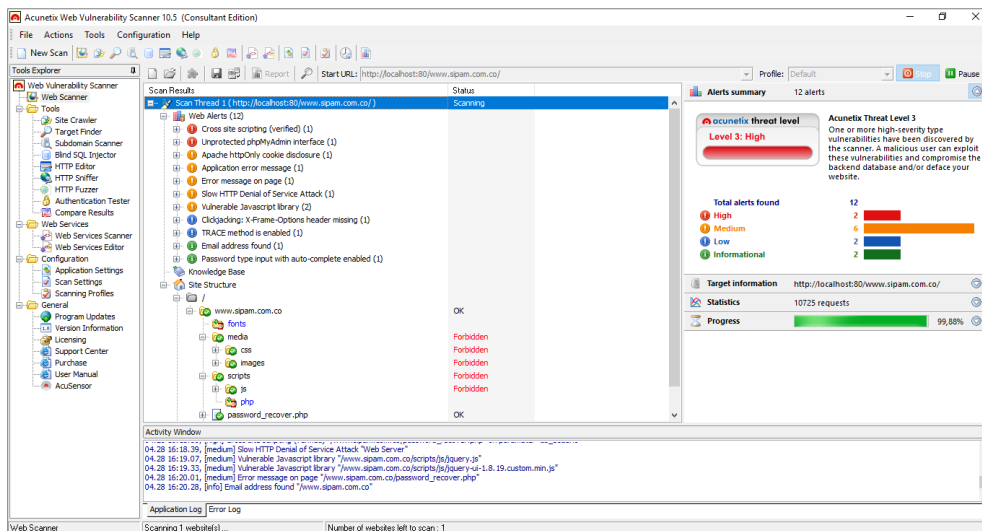 Acunetix Web Vulnerability Scanner 10.5 (Consultant Edition)
File Actions Tools Configuration Help
New Scan
Tools Explorer
Report
Start URL: http://localhost:80/www.sipam.com.co/
Profile: Default
Stop
Pause
Web Vulnerability Scanner
Web Scanner
Tools
Site Crawler
Target Finder
Subdomain Scanner
Blind SQL Injector
HTTP Editor
HTTP Sniffer
HTTP Fuzzer
Authentication Tester
Compare Results
Web Services
Web Services Scanner
Web Services Editor
Configuration
Application Settings
Scan Settings
Scanning Profiles
General
Program Updates
Version Information
Licensing
Support Center
Purchase
User Manual
AcuSensor
Scan Results Status
Scan Thread 1 ( http://localhost:80/www.sipam.com.co/ ) Scanning
Web Alerts (12)
Cross site scripting (verified) (1)
Unprotected phpMyAdmin interface (1)
Apache httpOnly cookie disclosure (1)
Application error message (1)
Error message on page (1)
Slow HTTP Denial of Service Attack (1)
Vulnerable Javascript library (2)
Clickjacking: X-Frame-Options header missing (1)
TRACE method is enabled (1)
Email address found (1)
Password type input with auto-complete enabled (1)
Knowledge Base
Site Structure
/
www.sipam.com.co OK
fonts
media Forbidden
css Forbidden
images Forbidden
scripts Forbidden
js Forbidden
php
password_recover.php OK
Alerts summary 12 alerts
acunetix threat level
Level 3: High
Acunetix Threat Level 3
One or more high-severity type
vulnerabilities have been discovered by
the scanner. A malicious user can exploit
these vulnerabilities and compromise the
backend database and/or deface your
website.
Total alerts found 12
High 2
Medium 6
Low 2
Informational 2
Target information http://localhost:80/www.sipam.com.co/
Statistics 10725 requests
Progress 99,88%
Activity Window
04.28 16:18.39, [medium] Slow HTTP Denial of Service Attack "Web Server"
04.28 16:19.07, [medium] Vulnerable Javascript library "/www.sipam.com.co/scripts/js/jquery.js"
04.28 16:19.33, [medium] Vulnerable Javascript library "/www.sipam.com.co/scripts/js/jquery-ui-1.8.19.custom.min.js"
04.28 16:20.01, [medium] Error message on page "/www.sipam.com.co/password_recover.php"
04.28 16:20.28, [info] Email address found "/www.sipam.com.co"
Application Log Error Log
Web Scanner
Scanning 1 website(s) ...
Number of websites left to scan : 1